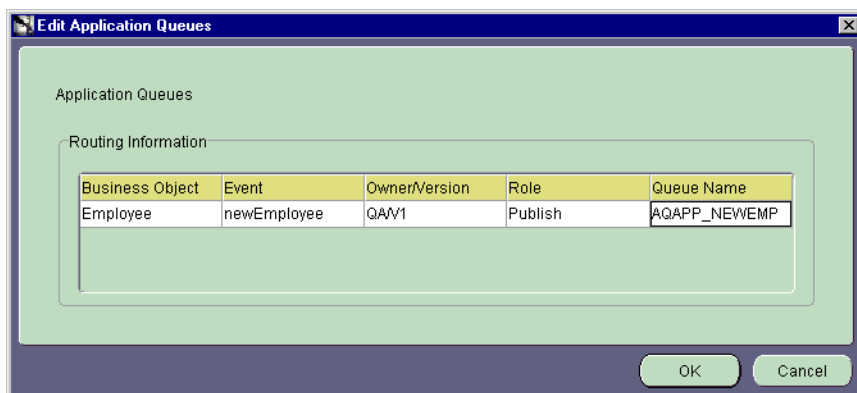 Edit Application Queues
Application Queues
Routing Information
Business Object Event Owner/Version Role Queue Name
Employee newEmployee QA/V1 Publish AQAPP_NEWEMP
OK Cancel